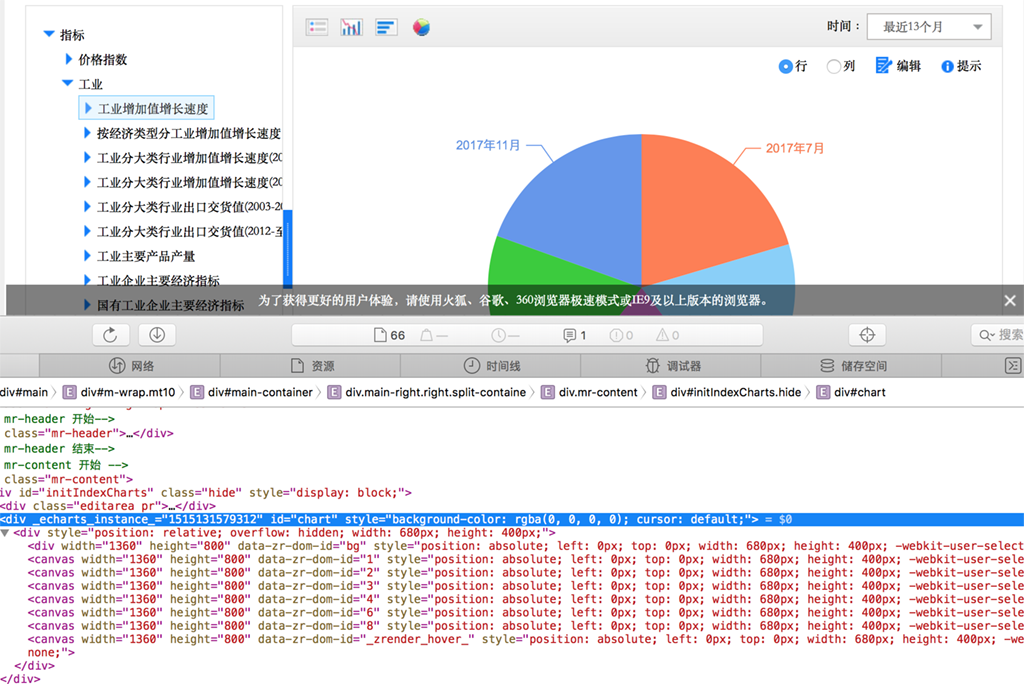 指标
价格指数
工业
工业增加值增长速度
按经济类型分工业增加值增长速度
工业分大类行业增加值增长速度(20
工业分大类行业增加值增长速度(20
工业分大类行业出口交货值(2003-20
工业分大类行业出口交货值(2012-至
工业主要产品产量
工业企业主要经济指标
国有工业企业主要经济指标
时间： 最近13个月
行 列 编辑 提示
2017年11月
2017年7月
为了获得更好的用户体验，请使用火狐、谷歌、360浏览器极速模式或IE9及以上版本的浏览器。
66 — — 1 0 0 搜索
网络 资源 时间线 调试器 储存空间
div#main E div#m-wrap.mt10 E div#main-container E div.main-right.right.split-containe E div.mr-content E div#initIndexCharts.hide E div#chart
mr-header 开始-->
class="mr-header">…</div>
mr-header 结束-->
mr-content 开始 -->
class="mr-content">
iv id="initIndexCharts" class="hide" style="display: block;">
<div class="editarea pr">…</div>
<div _echarts_instance_="1515131579312" id="chart" style="background-color: rgba(0, 0, 0, 0); cursor: default;"> = $0
<div style="position: relative; overflow: hidden; width: 680px; height: 400px;">
<div width="1360" height="800" data-zr-dom-id="bg" style="position: absolute; left: 0px; top: 0px; width: 680px; height: 400px; -webkit-user-select
<canvas width="1360" height="800" data-zr-dom-id="1" style="position: absolute; left: 0px; top: 0px; width: 680px; height: 400px; -webkit-user-sele
<canvas width="1360" height="800" data-zr-dom-id="2" style="position: absolute; left: 0px; top: 0px; width: 680px; height: 400px; -webkit-user-sele
<canvas width="1360" height="800" data-zr-dom-id="3" style="position: absolute; left: 0px; top: 0px; width: 680px; height: 400px; -webkit-user-sele
<canvas width="1360" height="800" data-zr-dom-id="4" style="position: absolute; left: 0px; top: 0px; width: 680px; height: 400px; -webkit-user-sele
<canvas width="1360" height="800" data-zr-dom-id="6" style="position: absolute; left: 0px; top: 0px; width: 680px; height: 400px; -webkit-user-sele
<canvas width="1360" height="800" data-zr-dom-id="8" style="position: absolute; left: 0px; top: 0px; width: 680px; height: 400px; -webkit-user-sele
<canvas width="1360" height="800" data-zr-dom-id="_zrender_hover_" style="position: absolute; left: 0px; top: 0px; width: 680px; height: 400px; -we
none;">
</div>
</div>